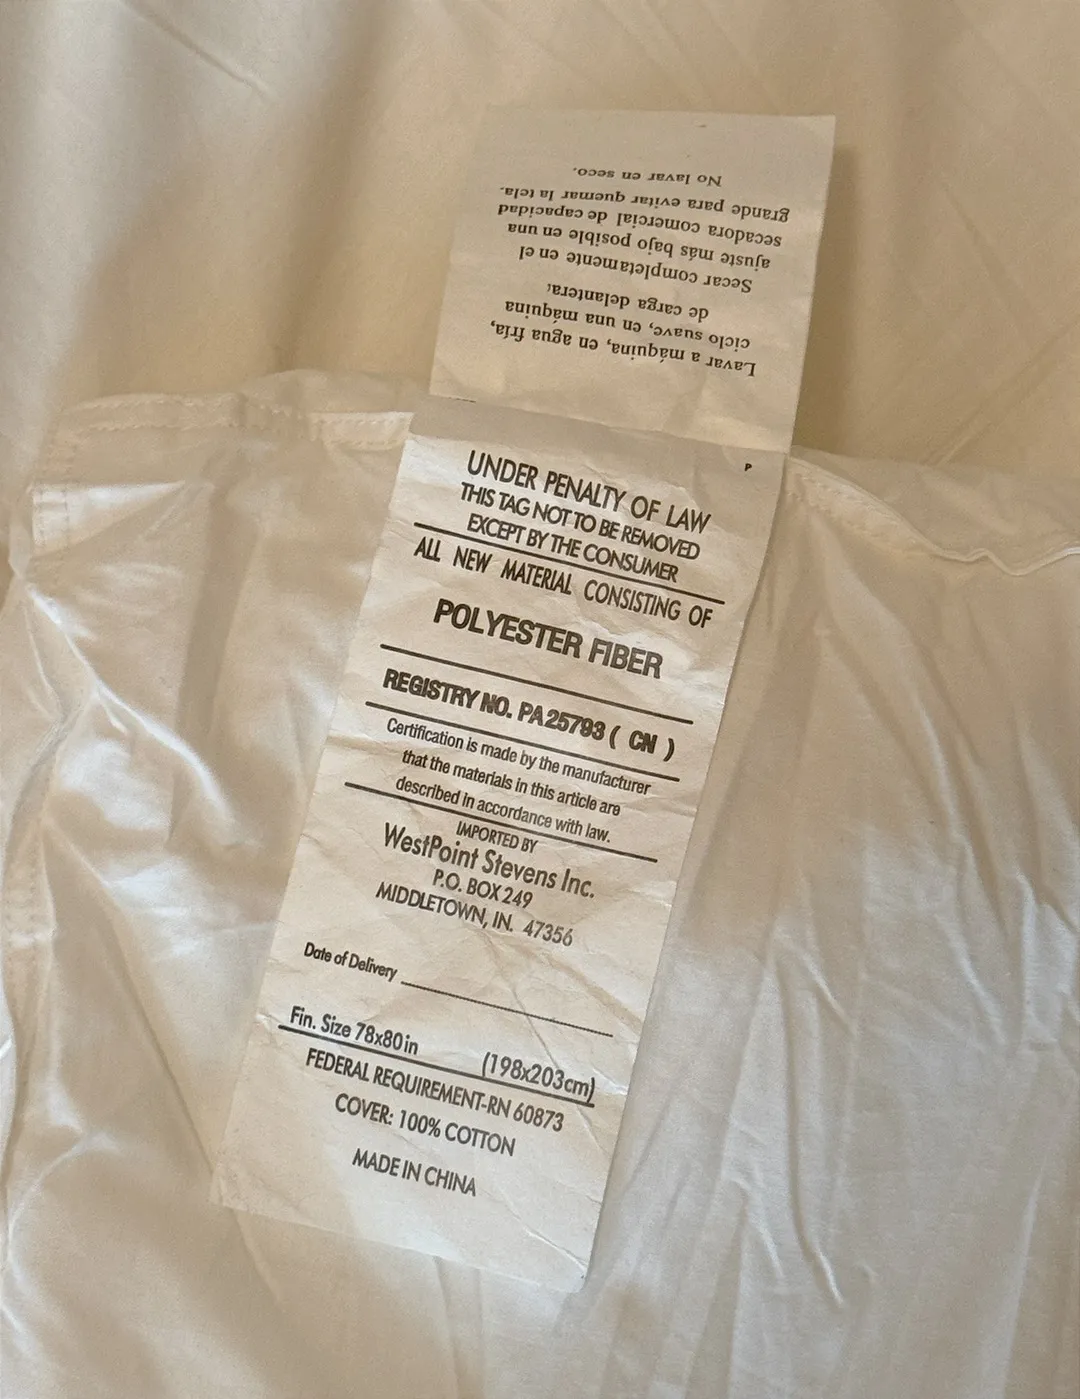 Lavar a máquina, en agua fría,
ciclo suave, en una máquina
de carga delantera;
Secar completamente en el
ajuste más bajo posible en una
secadora comercial de capacidad
grande para evitar quemar la tela.
No lavar en seco.
P
UNDER PENALTY OF LAW
THIS TAG NOT TO BE REMOVED
EXCEPT BY THE CONSUMER
ALL NEW MATERIAL CONSISTING OF
POLYESTER FIBER
REGISTRY NO. PA25793 ( CN )
Certification is made by the manufacturer
that the materials in this article are
described in accordance with law.
IMPORTED BY
WestPoint Stevens Inc.
P.O. BOX 249
MIDDLETOWN, IN. 47356
Date of Delivery
Fin. Size 78x80in (198x203cm)
FEDERAL REQUIREMENT-RN 60873
COVER: 100% COTTON
MADE IN CHINA